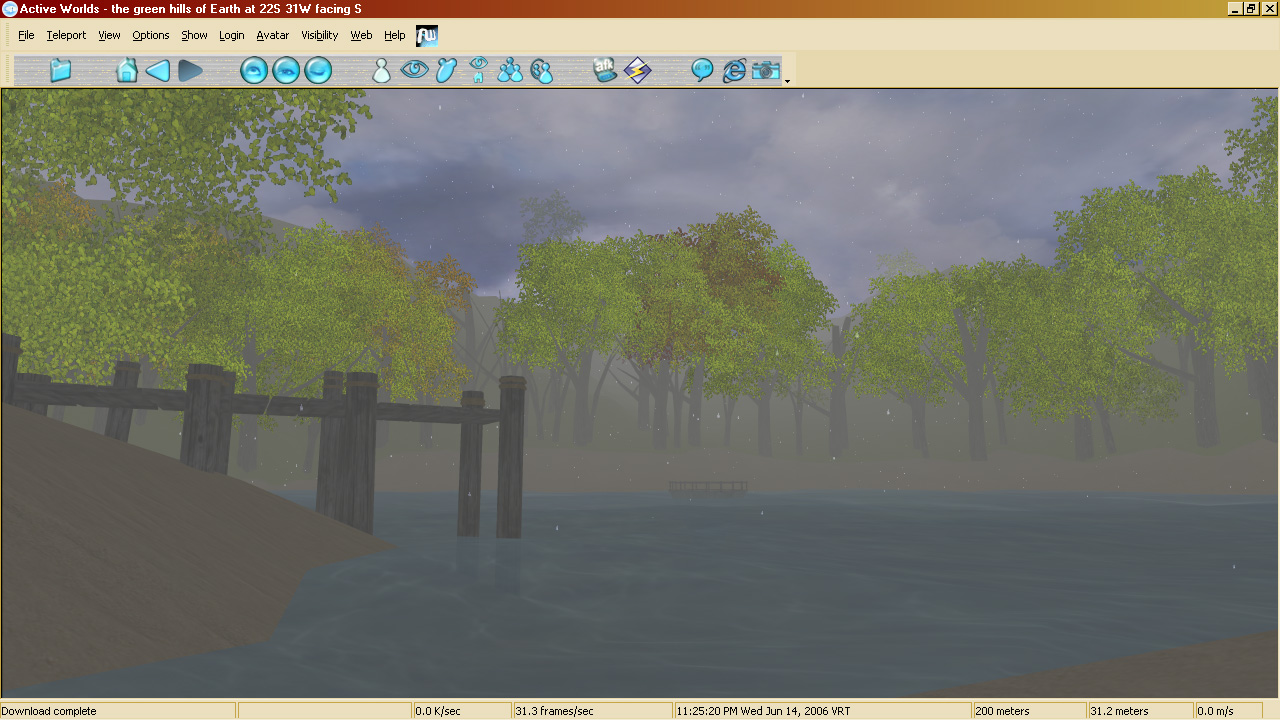 Active Worlds - the green hills of Earth at 22S 31W facing S
File Teleport View Options Show Login Avatar Visibility Web Help AW
afk
Download complete 0.0 K/sec 31.3 frames/sec 11:25:20 PM Wed Jun 14, 2006 VRT 200 meters 31.2 meters 0.0 m/s